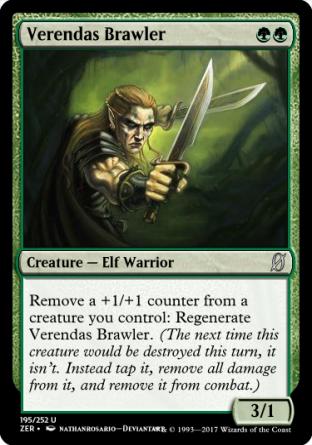 Verendas Brawler
Creature — Elf Warrior
Remove a +1/+1 counter from a
creature you control: Regenerate
Verendas Brawler. (The next time this
creature would be destroyed this turn, it
isn't. Instead tap it, remove all damage
from it, and remove it from combat.)
3/1
195/252 U
ZER • NATHANROSARIO—DEVIANTART © 1993—2017 Wizards of the Coast